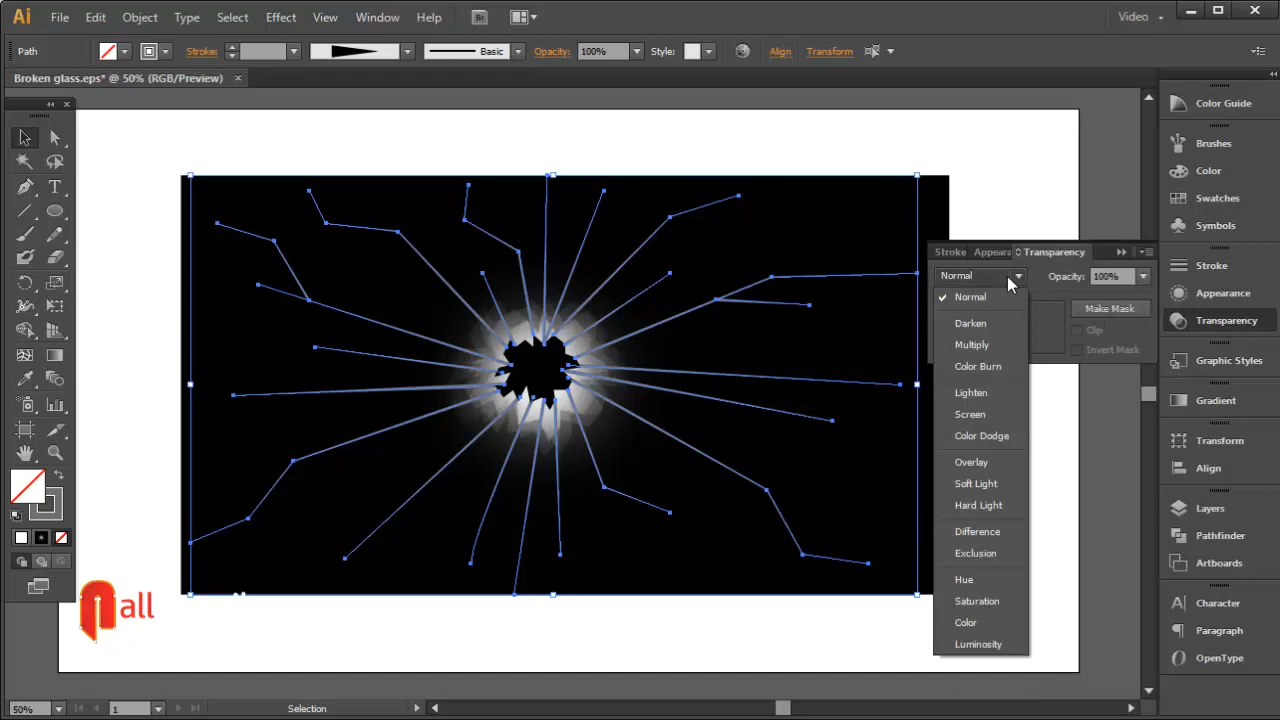 Ai File Edit Object Type Select Effect View Window Help Br Video
Path Stroke: Basic Opacity: 100% Style: Align Transform
Broken glass.eps* @ 50% (RGB/Preview) ×
Color Guide
Brushes
Color
Swatches
Symbols
Stroke
Appearance
Transparency
Graphic Styles
Gradient
Transform
Align
Layers
Pathfinder
Artboards
Character
Paragraph
OpenType
Stroke Appeara Transparency
Normal Opacity: 100%
Make Mask
Clip
Invert Mask
Normal
Darken
Multiply
Color Burn
Lighten
Screen
Color Dodge
Overlay
Soft Light
Hard Light
Difference
Exclusion
Hue
Saturation
Color
Luminosity
T
all
50% 1 Selection